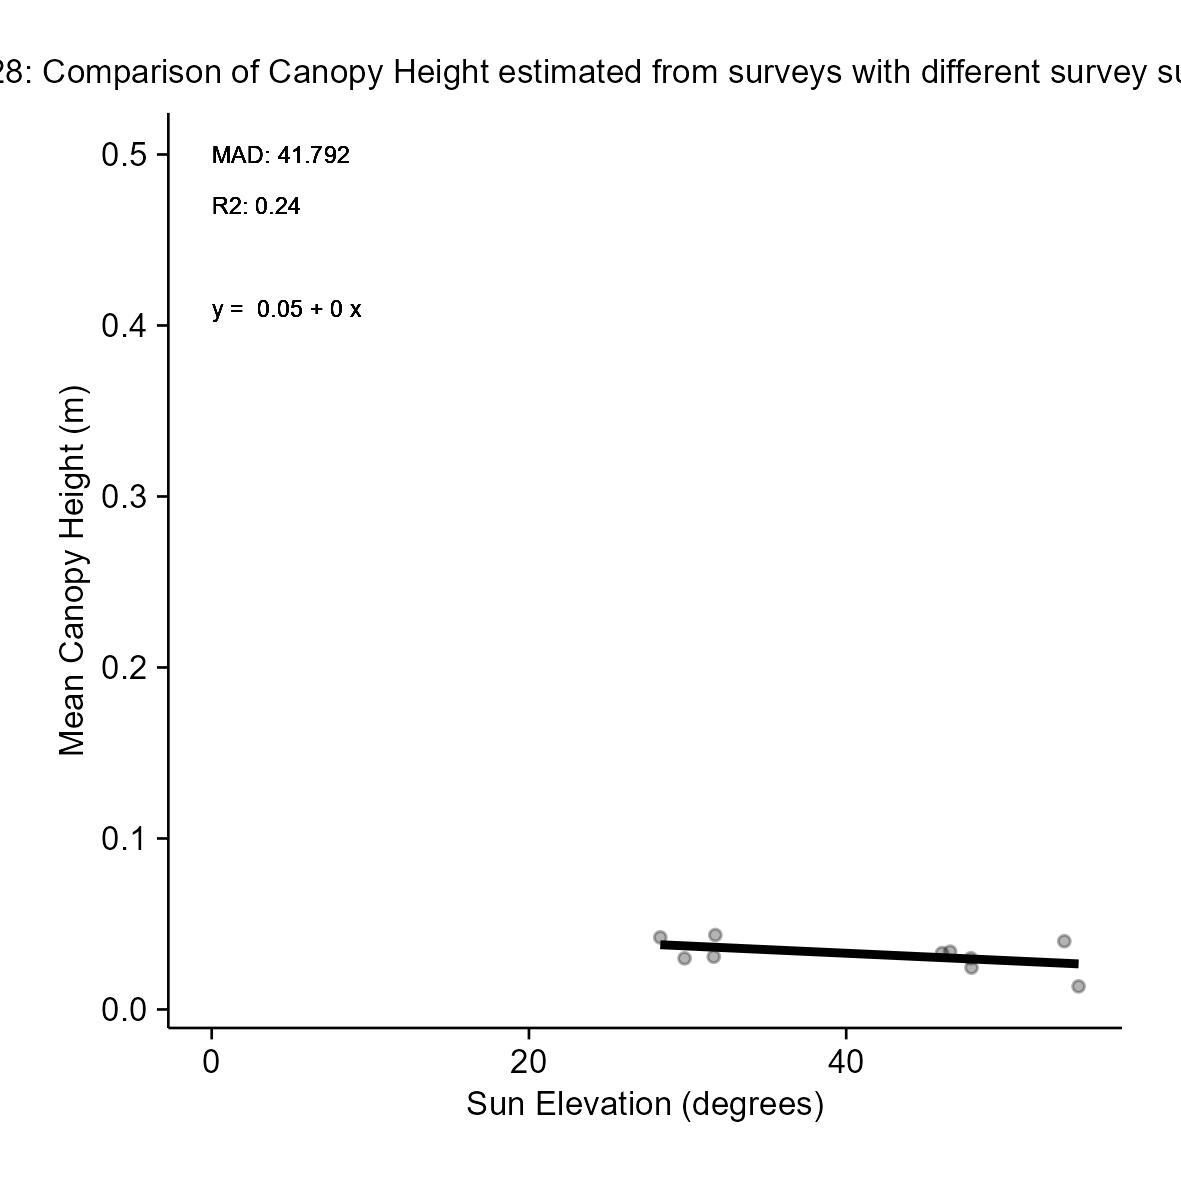 28: Comparison of Canopy Height estimated from surveys with different survey su
0.5
MAD: 41.792
R2: 0.24
y =  0.05 + 0 x
0.4
0.3
0.2
0.1
0.0
Mean Canopy Height (m)
0 20 40
Sun Elevation (degrees)